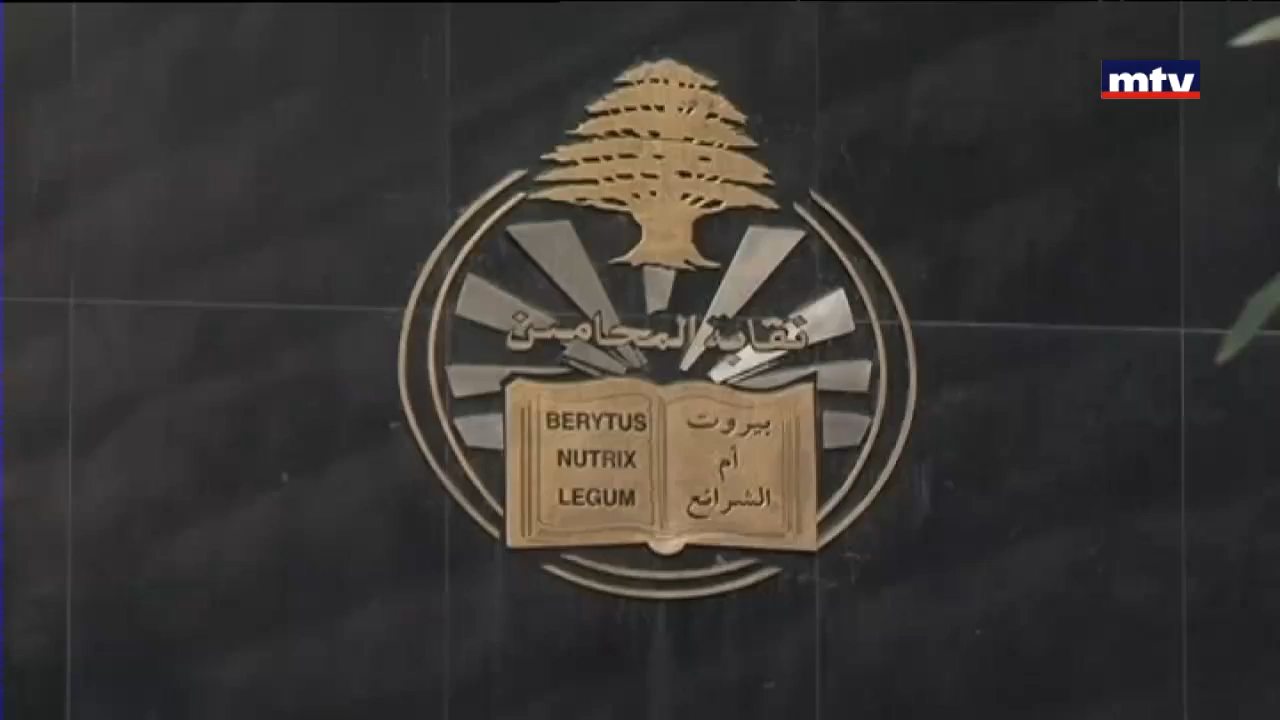 mtv
نقابة المحامين
BERYTUS
NUTRIX
LEGUM
بيروت
أم
الشرائع